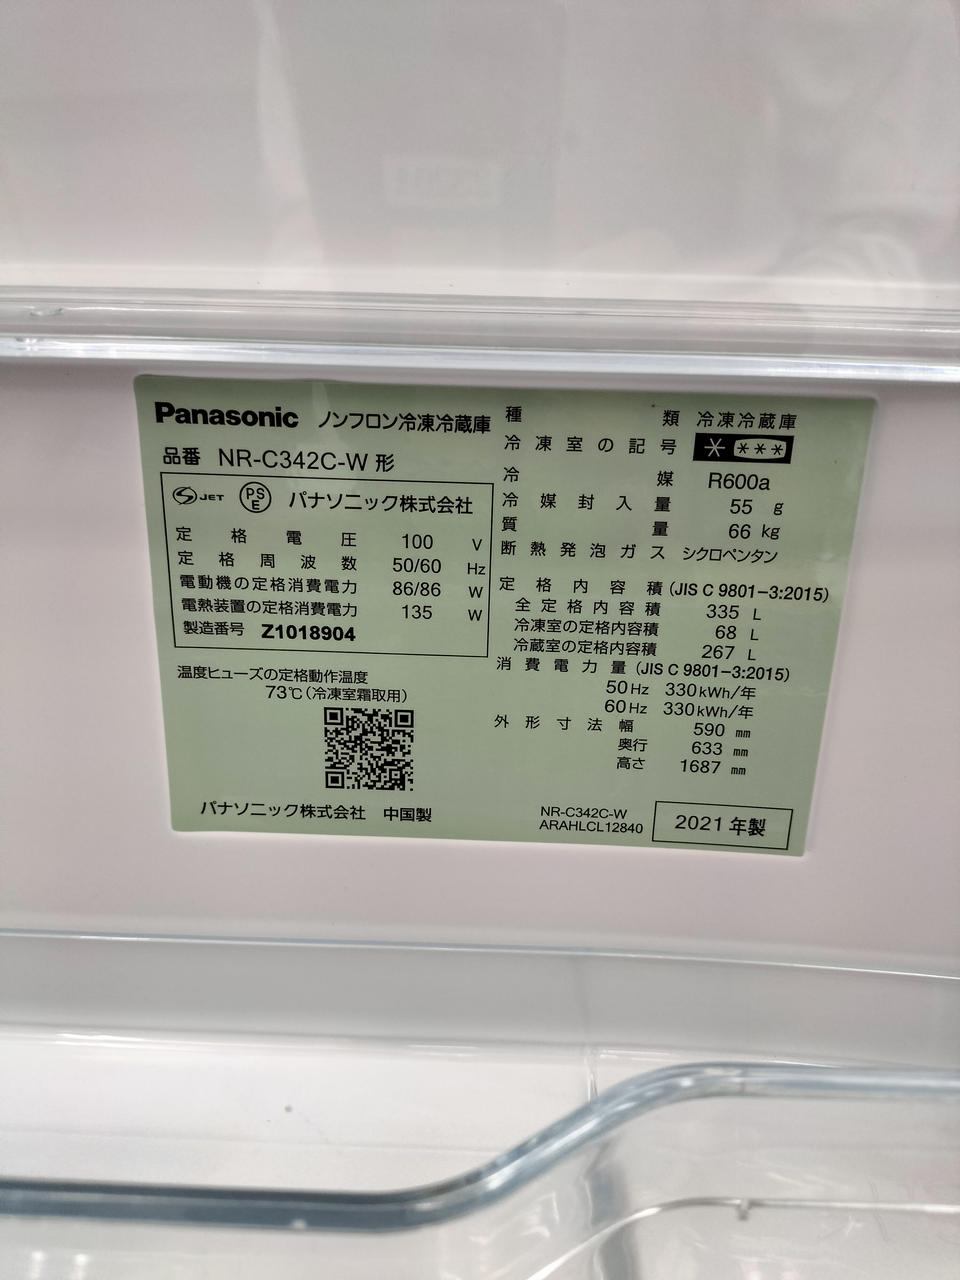 Panasonic ノンフロン冷凍冷蔵庫
品番 NR-C342C-W 形
JET PSE パナソニック株式会社
定格電圧 100 V
定格周波数 50/60 Hz
電動機の定格消費電力 86/86 W
電熱装置の定格消費電力 135 W
製造番号 Z1018904
温度ヒューズの定格動作温度
73℃(冷凍室霜取用)
パナソニック株式会社 中国製
種類 冷凍冷蔵庫
冷凍室の記号 * ***
冷媒 R600a
冷媒封入量 55 g
質量 66 kg
断熱発泡ガス シクロペンタン
定格内容積 (JIS C 9801-3:2015)
全定格内容積 335 L
冷凍室の定格内容積 68 L
冷蔵室の定格内容積 267 L
消費電力量 (JIS C 9801-3:2015)
50Hz 330kWh/年
60Hz 330kWh/年
外形寸法 幅 590 mm
奥行 633 mm
高さ 1687 mm
NR-C342C-W
ARAHLCL12840
2021 年製